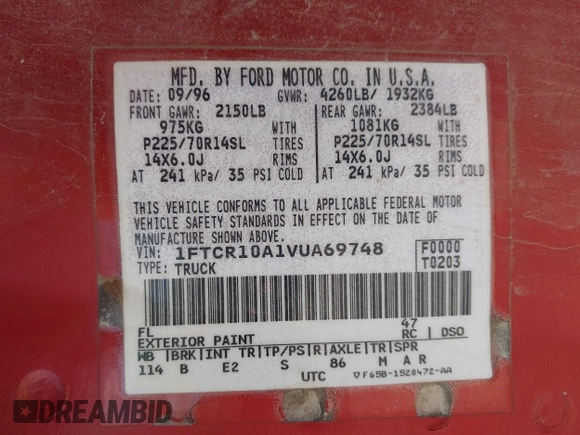 MFD. BY FORD MOTOR CO. IN U.S.A.
DATE: 09/96 GVWR: 4260LB/ 1932KG
FRONT GAWR: 2150LB REAR GAWR: 2384LB
975KG WITH 1081KG WITH
P225/70R14SL TIRES P225/70R14SL TIRES
14X6.0J RIMS 14X6.0J RIMS
AT 241 kPa/ 35 PSI COLD AT 241 kPa/ 35 PSI COLD
THIS VEHICLE CONFORMS TO ALL APPLICABLE FEDERAL MOTOR
VEHICLE SAFETY STANDARDS IN EFFECT ON THE DATE OF
MANUFACTURE SHOWN ABOVE.
VIN: 1FTCR10A1VUA69748 F0000
TYPE: TRUCK T0203
FL 47
EXTERIOR PAINT RC DSO
WB BRK INT TR TP/PS R AXLE TR SPR
114 B E2 S 86 M A R
UTC ▽F65B-1520472-AA
DREAMBID